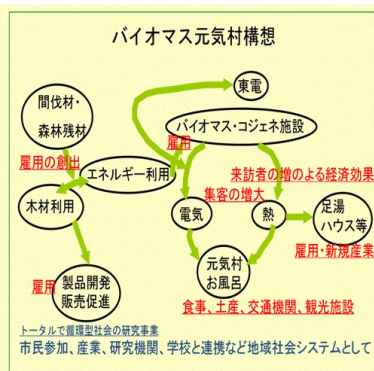 バイオマス元気村構想
東電
間伐材・
森林残材
バイオマス・コジェネ施設
雇用
雇用の創出
エネルギー利用
来訪者の増のよる経済効果
集客の増大
木材利用
電気
熱
足湯
ハウス等
雇用・新規産業
元気村
お風呂
雇用
製品開発
販売促進
食事、土産、交通機関、観光施設
トータルで循環型社会の研究事業
市民参加、産業、研究機関、学校と連携など地域社会システムとして